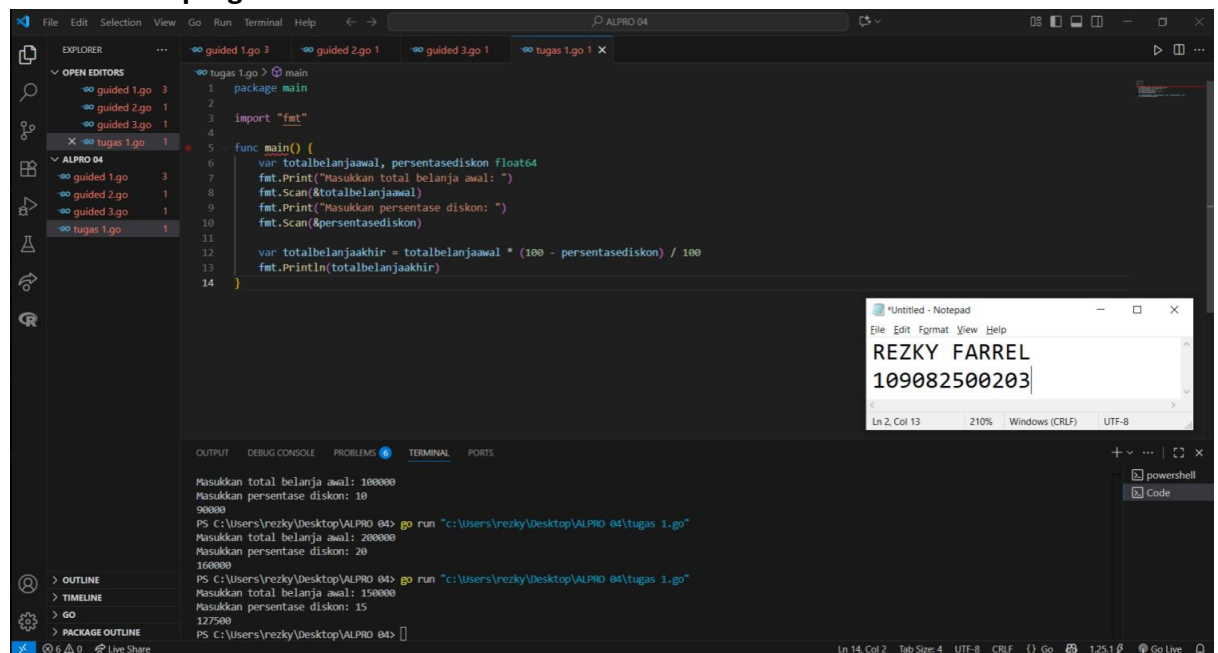 File Edit Selection View Go Run Terminal Help
ALPRO 04
EXPLORER
guided 1.go 3 guided 2.go 1 guided 3.go 1 tugas 1.go 1
OPEN EDITORS
guided 1.go 3
guided 2.go 1
guided 3.go 1
tugas 1.go 1
ALPRO 04
guided 1.go 3
guided 2.go 1
guided 3.go 1
tugas 1.go 1
tugas 1.go > main
1 package main
2
3 import "fmt"
4
5 func main() {
6 var totalbelanjaawal, persentasediskon float64
7 fmt.Print("Masukkan total belanja awal: ")
8 fmt.Scan(&totalbelanjaawal)
9 fmt.Print("Masukkan persentase diskon: ")
10 fmt.Scan(&persentasediskon)
11
12 var totalbelanjaakhir = totalbelanjaawal * (100 - persentasediskon) / 100
13 fmt.Println(totalbelanjaakhir)
14 }
*Untitled - Notepad
File Edit Format View Help
REZKY FARREL
109082500203
Ln 2, Col 13 210% Windows (CRLF) UTF-8
OUTPUT DEBUG CONSOLE PROBLEMS 6 TERMINAL PORTS
powershell
Code
Masukkan total belanja awal: 100000
Masukkan persentase diskon: 10
90000
PS C:\Users\rezky\Desktop\ALPRO 04> go run "c:\Users\rezky\Desktop\ALPRO 04\tugas 1.go"
Masukkan total belanja awal: 200000
Masukkan persentase diskon: 20
160000
PS C:\Users\rezky\Desktop\ALPRO 04> go run "c:\Users\rezky\Desktop\ALPRO 04\tugas 1.go"
Masukkan total belanja awal: 150000
Masukkan persentase diskon: 15
127500
PS C:\Users\rezky\Desktop\ALPRO 04>
OUTLINE
TIMELINE
GO
PACKAGE OUTLINE
6 0 Live Share
Ln 14, Col 2 Tab Size: 4 UTF-8 CRLF {} Go 1.25.1 Go Live